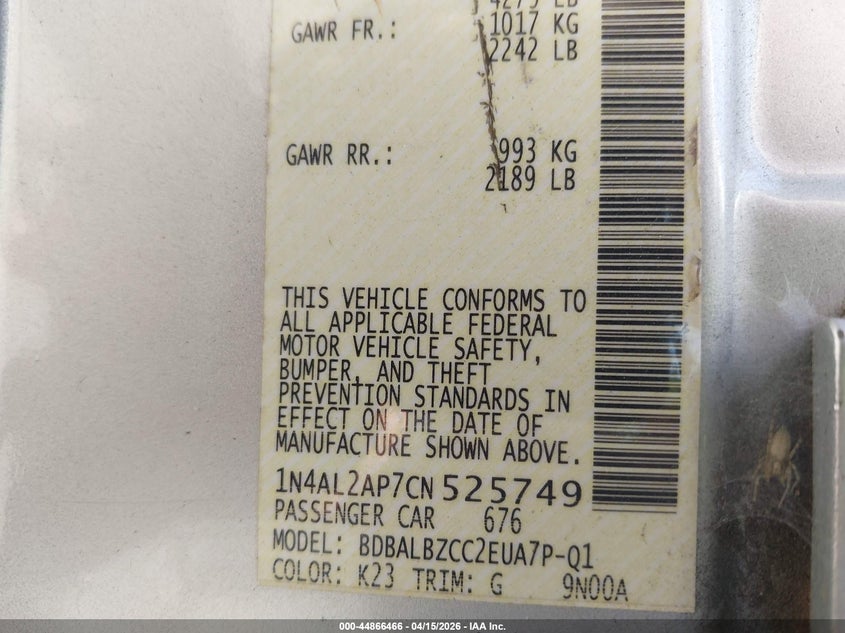 4275 LB
GAWR FR.: 1017 KG
2242 LB
GAWR RR.: 993 KG
2189 LB
THIS VEHICLE CONFORMS TO
ALL APPLICABLE FEDERAL
MOTOR VEHICLE SAFETY,
BUMPER, AND THEFT
PREVENTION STANDARDS IN
EFFECT ON THE DATE OF
MANUFACTURE SHOWN ABOVE.
1N4AL2AP7CN525749
PASSENGER CAR 676
MODEL: BDBALBZCC2EUA7P-Q1
COLOR: K23 TRIM: G 9N00A
000-44866466 - 04/15/2026 - IAA Inc.